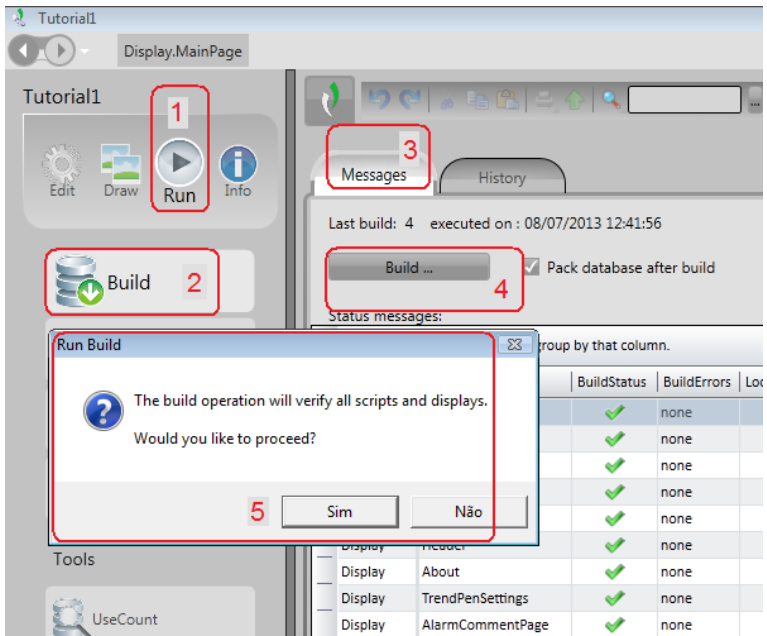 Tutorial1
Display.MainPage
Tutorial1
1
Edit
Draw
Run
Info
2
Build
Tools
UseCount
...
3
Messages
History
Last build: 4 executed on : 08/07/2013 12:41:56
Build ...
4
Pack database after build
Status messages:
group by that column.
BuildStatus
BuildErrors
none
none
none
none
none
Display Header none
Display About none
Display TrendPenSettings none
Display AlarmCommentPage none
Run Build
The build operation will verify all scripts and displays.
Would you like to proceed?
5
Sim
Não